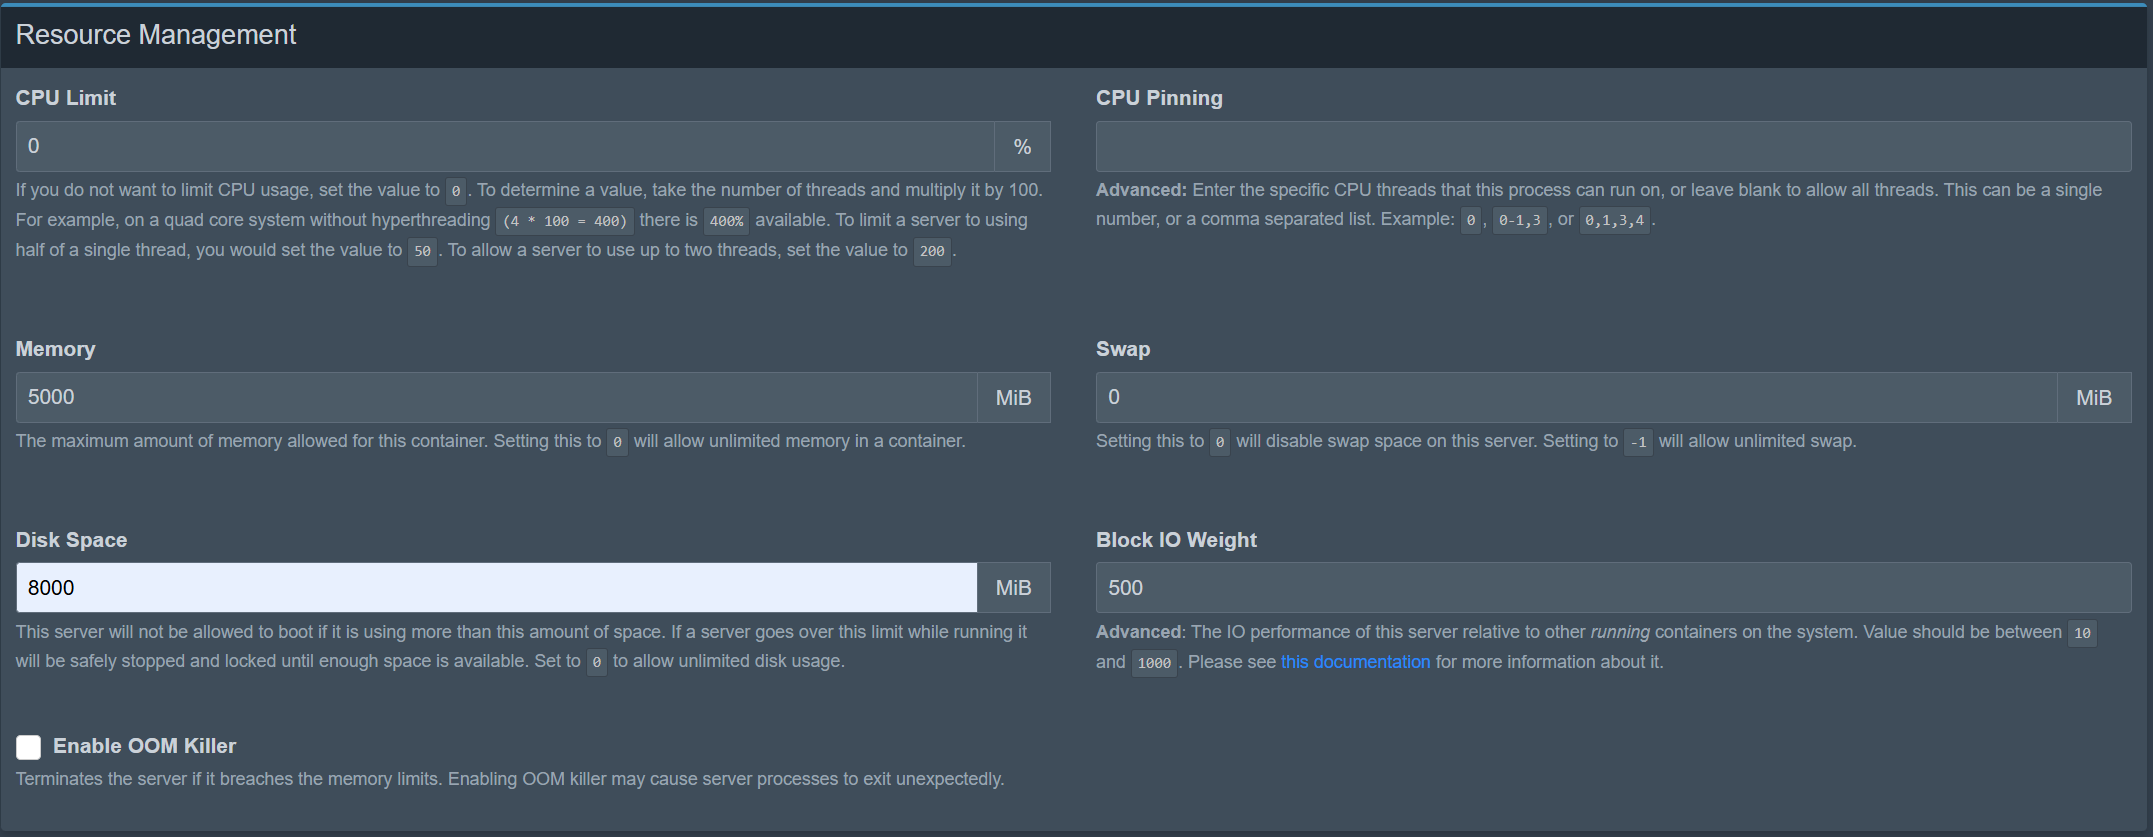 Resource Management
CPU Limit
0
%
If you do not want to limit CPU usage, set the value to 0. To determine a value, take the number of threads and multiply it by 100.
For example, on a quad core system without hyperthreading (4 * 100 = 400) there is 400% available. To limit a server to using
half of a single thread, you would set the value to 50. To allow a server to use up to two threads, set the value to 200.
CPU Pinning
Advanced: Enter the specific CPU threads that this process can run on, or leave blank to allow all threads. This can be a single
number, or a comma separated list. Example: 0, 0-1,3, or 0,1,3,4.
Memory
5000
MiB
The maximum amount of memory allowed for this container. Setting this to 0 will allow unlimited memory in a container.
Swap
0
MiB
Setting this to 0 will disable swap space on this server. Setting to -1 will allow unlimited swap.
Disk Space
8000
MiB
This server will not be allowed to boot if it is using more than this amount of space. If a server goes over this limit while running it
will be safely stopped and locked until enough space is available. Set to 0 to allow unlimited disk usage.
Block IO Weight
500
Advanced: The IO performance of this server relative to other running containers on the system. Value should be between 10
and 1000. Please see this documentation for more information about it.
Enable OOM Killer
Terminates the server if it breaches the memory limits. Enabling OOM killer may cause server processes to exit unexpectedly.